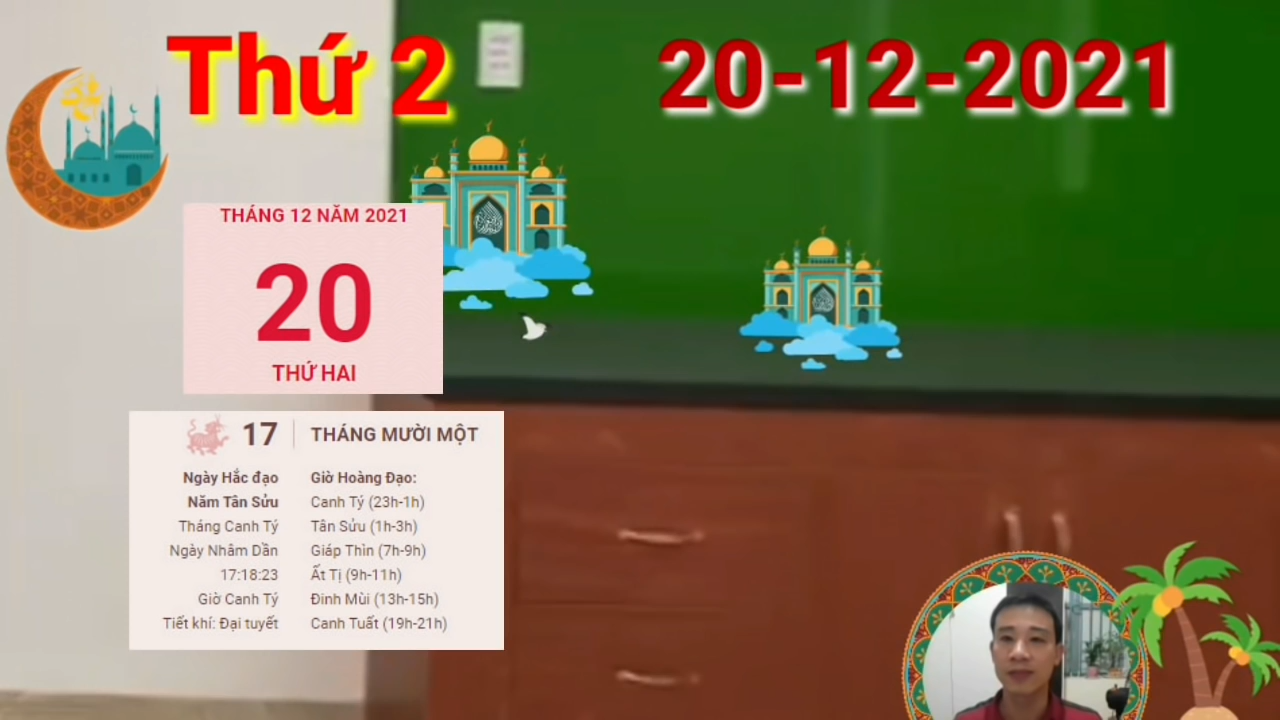 Thứ 2
20-12-2021
THÁNG 12 NĂM 2021
20
THỨ HAI
17
THÁNG MƯỜI MỘT
Ngày Hắc đạo
Năm Tân Sửu
Tháng Canh Tý
Ngày Nhâm Dần
17:18:23
Giờ Canh Tý
Tiết khí: Đại tuyết
Giờ Hoàng Đạo:
Canh Tý (23h-1h)
Tân Sửu (1h-3h)
Giáp Thìn (7h-9h)
Ất Tị (9h-11h)
Đinh Mùi (13h-15h)
Canh Tuất (19h-21h)